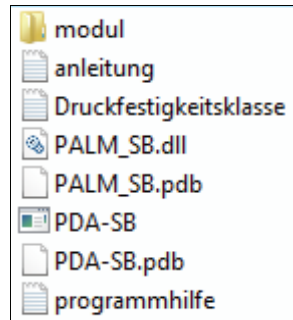 modul
anleitung
Druckfestigkeitsklasse
PALM_SB.dll
PALM_SB.pdb
PDA-SB
PDA-SB.pdb
programmhilfe